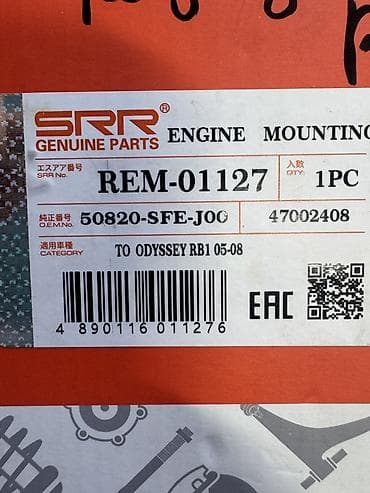 SRR®
GENUINE PARTS
ENGINE MOUNTING
エスアア番号
SRR No.
REM-01127
入数
QTY:
1PC
純正番号
O.E.M No.
50820-SFE-J00
47002408
適用車種
CATEGORY
TO ODYSSEY RB1 05-08
4 890116 011276
EAC